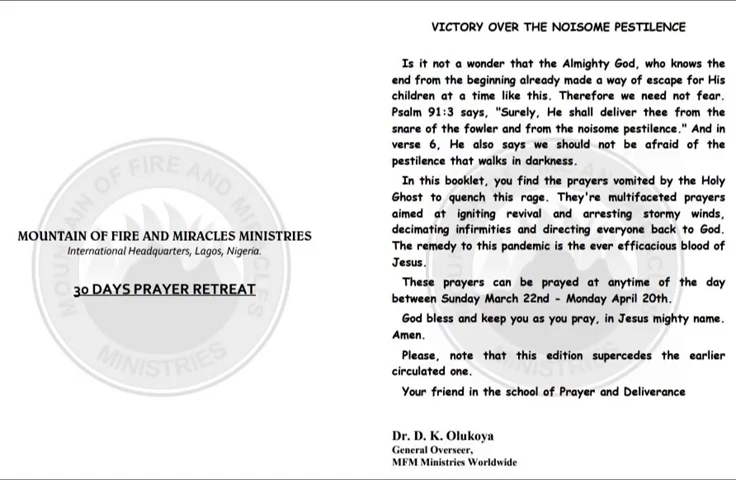 MOUNTAIN OF FIRE AND MIRACLES MINISTRIES
International Headquarters, Lagos, Nigeria.
30 DAYS PRAYER RETREAT
MOUNTAIN OF FIRE AND MIRACLES
MINISTRIES
VICTORY OVER THE NOISOME PESTILENCE
Is it not a wonder that the Almighty God, who knows the
end from the beginning already made a way of escape for His
children at a time like this. Therefore we need not fear.
Psalm 91:3 says, "Surely, He shall deliver thee from the
snare of the fowler and from the noisome pestilence." And in
verse 6, He also says we should not be afraid of the
pestilence that walks in darkness.
In this booklet, you find the prayers vomited by the Holy
Ghost to quench this rage. They're multifaceted prayers
aimed at igniting revival and arresting stormy winds,
decimating infirmities and directing everyone back to God.
The remedy to this pandemic is the ever efficacious blood of
Jesus.
These prayers can be prayed at anytime of the day
between Sunday March 22nd - Monday April 20th.
God bless and keep you as you pray, in Jesus mighty name.
Amen.
Please, note that this edition supercedes the earlier
circulated one.
Your friend in the school of Prayer and Deliverance
Dr. D. K. Olukoya
General Overseer,
MFM Ministries Worldwide